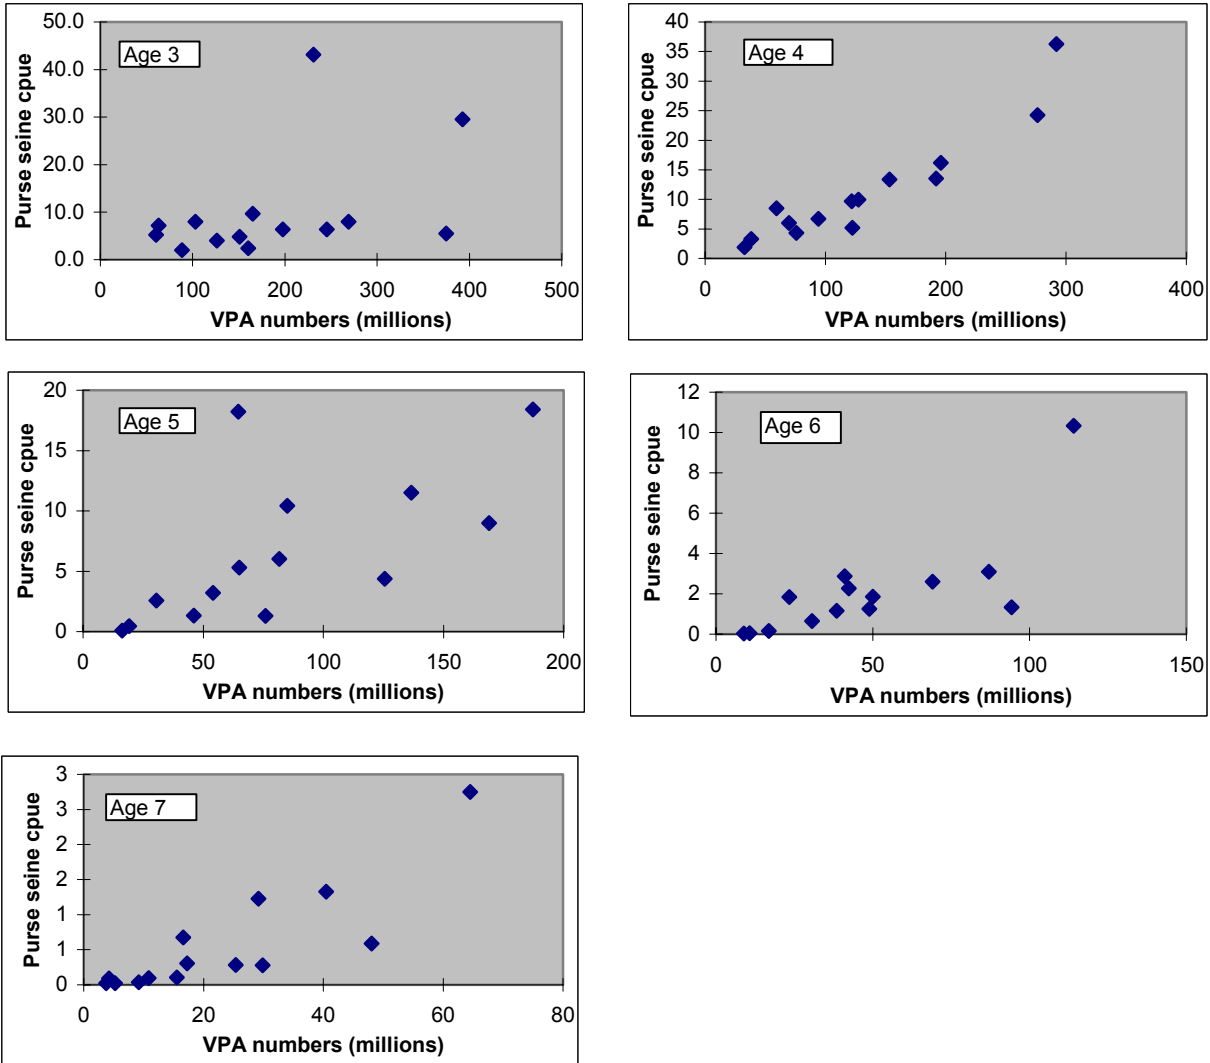 50.0
40.0
30.0
20.0
10.0
0.0
Purse seine cpue
Age 3
0 100 200 300 400 500
VPA numbers (millions)
40
35
30
25
20
15
10
5
0
Purse seine cpue
Age 4
0 100 200 300 400
VPA numbers (millions)
20
15
10
5
0
Purse seine cpue
Age 5
0 50 100 150 200
VPA numbers (millions)
12
10
8
6
4
2
0
Purse seine cpue
Age 6
0 50 100 150
VPA numbers (millions)
3
3
2
2
1
1
0
Purse seine cpue
Age 7
0 20 40 60 80
VPA numbers (millions)